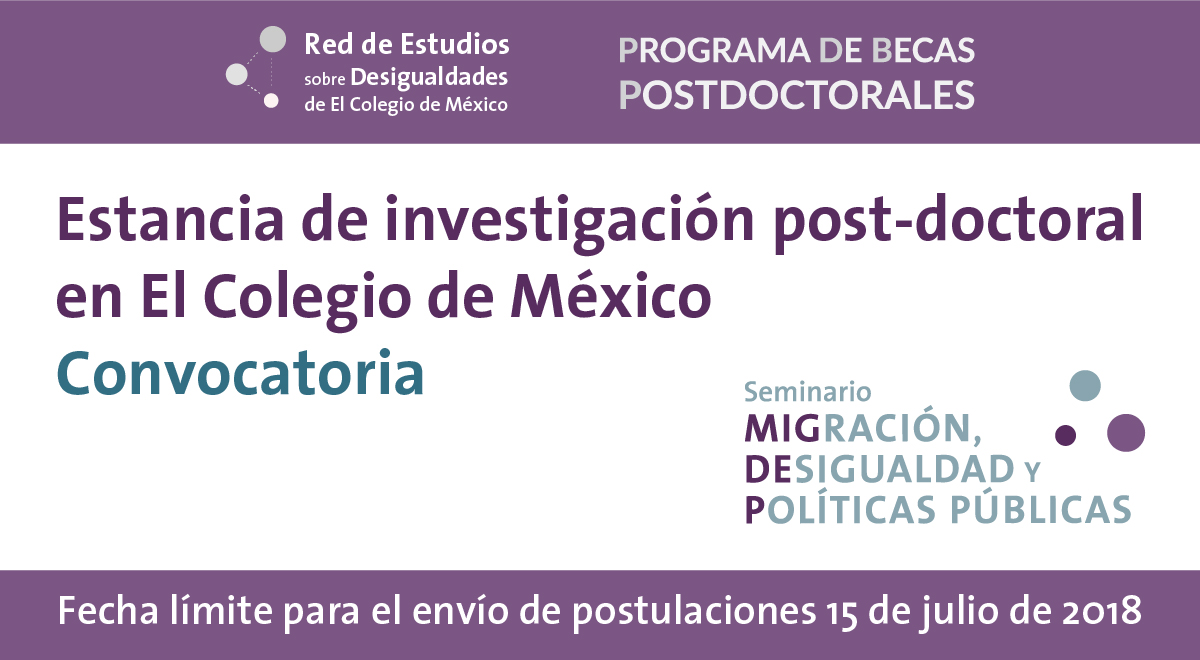 Red de Estudios
sobre Desigualdades
de El Colegio de México
PROGRAMA DE BECAS
POSTDOCTORALES
Estancia de investigación post-doctoral
en El Colegio de México
Convocatoria
Seminario
MIGRACIÓN,
DESIGUALDAD Y
POLÍTICAS PÚBLICAS
Fecha límite para el envío de postulaciones 15 de julio de 2018